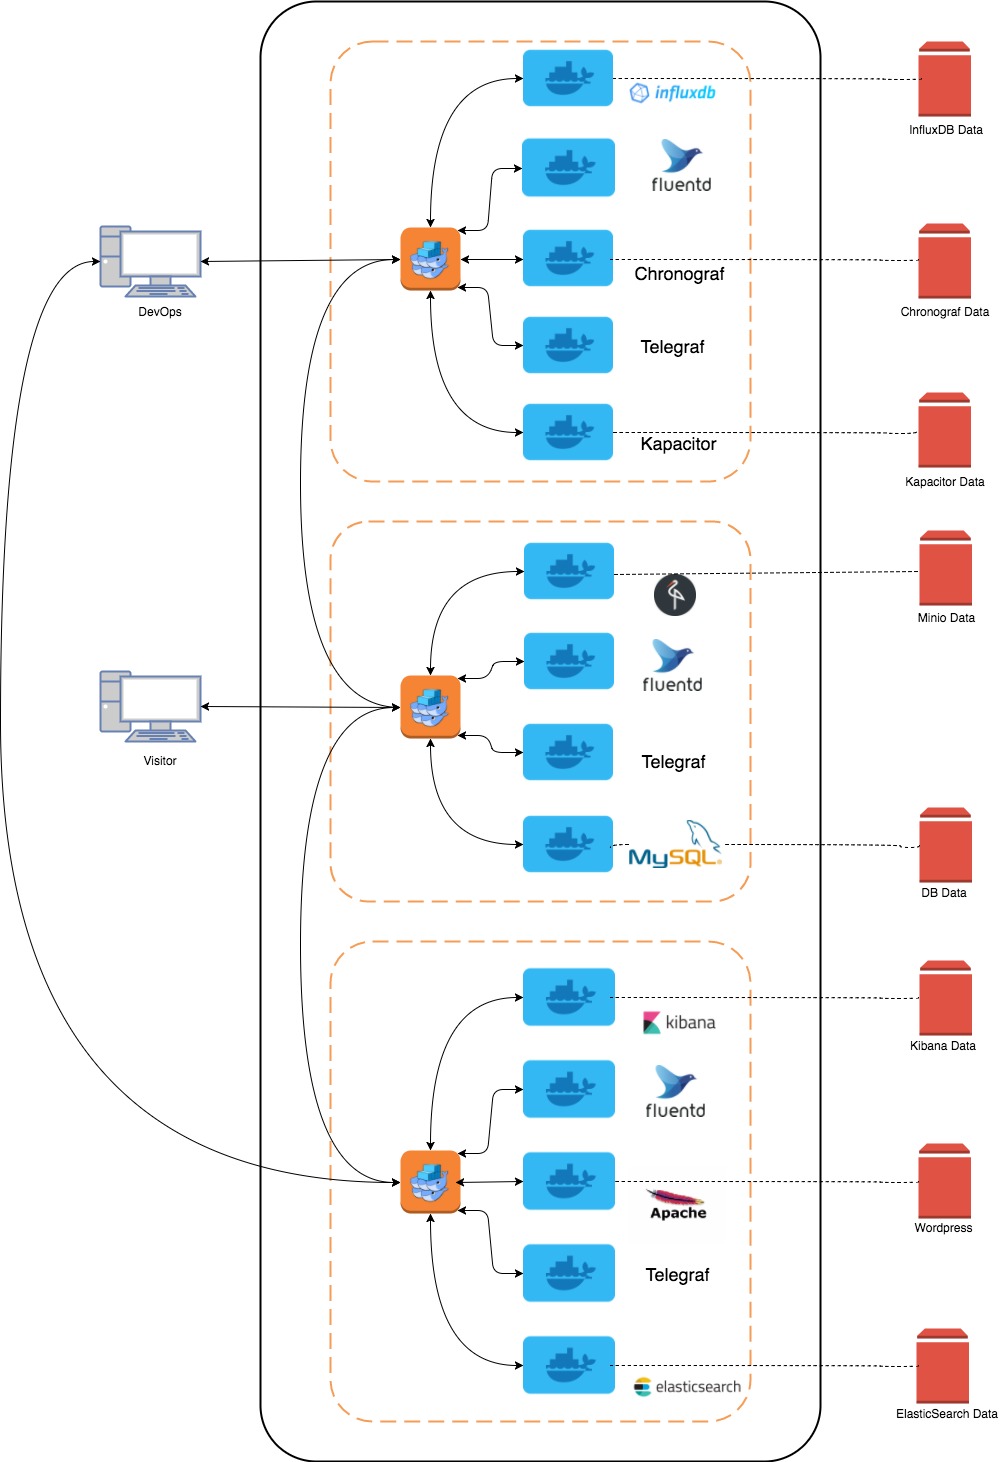 influxdb
InfluxDB Data
fluentd
Chronograf
DevOps
Chronograf Data
Telegraf
Kapacitor
Kapacitor Data
Minio Data
fluentd
Visitor
Telegraf
MySQL
DB Data
kibana
Kibana Data
fluentd
Apache
Wordpress
Telegraf
elasticsearch
ElasticSearch Data